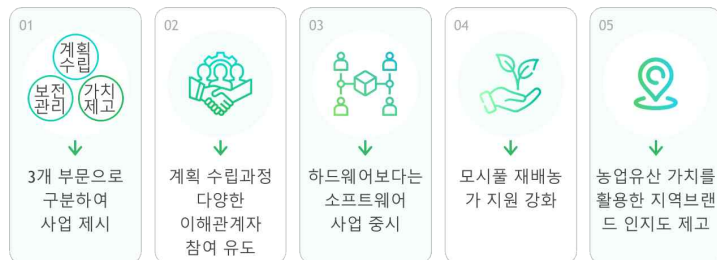 01
계획
수립
보전
관리
가치
제고
3개 부문으로
구분하여
사업 제시
02
계획 수립과정
다양한
이해관계자
참여 유도
03
하드웨어보다는
소프트웨어
사업 중시
04
모시풀 재배농
가 지원 강화
05
농업유산 가치를
활용한 지역브랜
드 인지도 제고